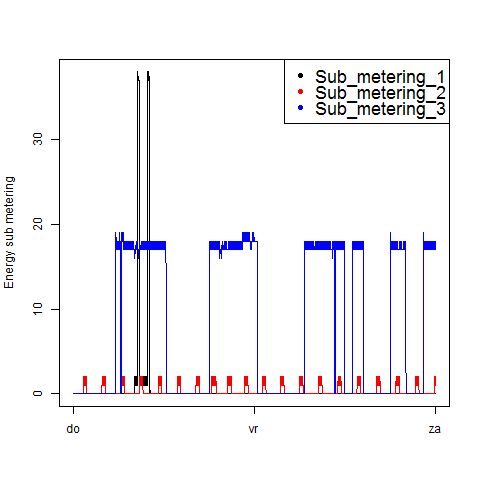 Sub_metering_1
Sub_metering_2
Sub_metering_3
Energy sub metering
30
20
10
0
do
vr
za